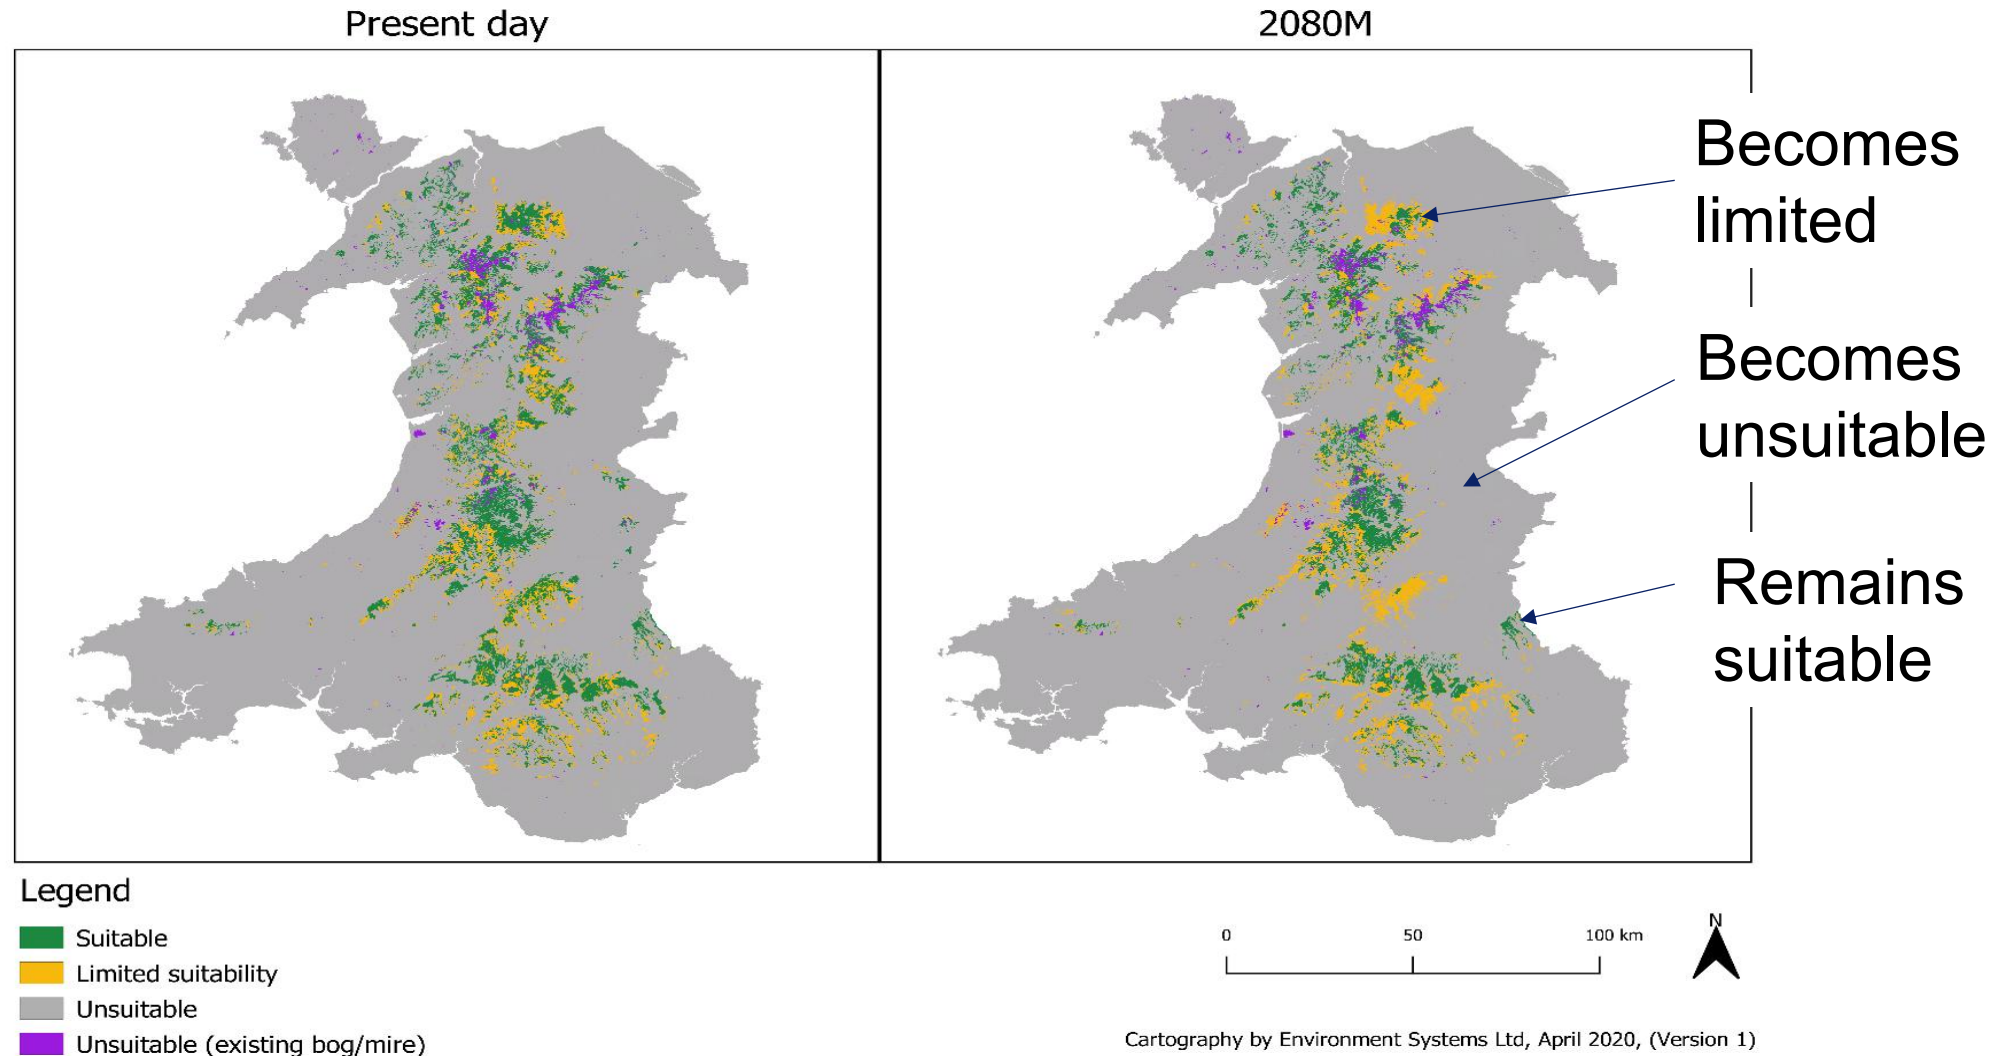 Present day
2080M
Becomes
limited
Becomes
unsuitable
Remains
suitable
Legend
Suitable
Limited suitability
Unsuitable
Unsuitable (existing bog/mire)
0
50
100 km
N
Cartography by Environment Systems Ltd, April 2020, (Version 1)